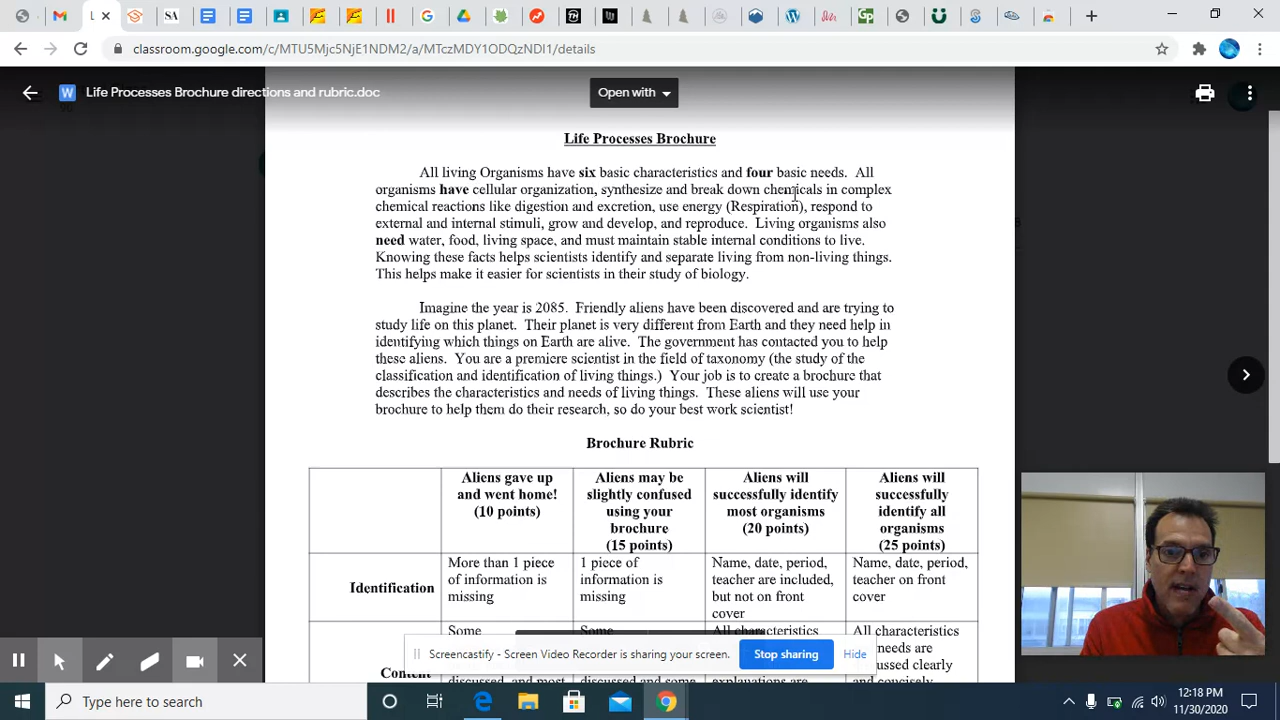 classroom.google.com/c/MTU5Mjc5NjE1NDM2/a/MTczMDY1ODQzNDI1/details
Life Processes Brochure directions and rubric.doc
Open with
Life Processes Brochure
All living Organisms have six basic characteristics and four basic needs. All
organisms have cellular organization, synthesize and break down chemicals in complex
chemical reactions like digestion and excretion, use energy (Respiration), respond to
external and internal stimuli, grow and develop, and reproduce. Living organisms also
need water, food, living space, and must maintain stable internal conditions to live.
Knowing these facts helps scientists identify and separate living from non-living things.
This helps make it easier for scientists in their study of biology.
Imagine the year is 2085. Friendly aliens have been discovered and are trying to
study life on this planet. Their planet is very different from Earth and they need help in
identifying which things on Earth are alive. The government has contacted you to help
these aliens. You are a premiere scientist in the field of taxonomy (the study of the
classification and identification of living things.) Your job is to create a brochure that
describes the characteristics and needs of living things. These aliens will use your
brochure to help them do their research, so do your best work scientist!
Brochure Rubric
Aliens gave up
and went home!
(10 points)
Aliens may be
slightly confused
using your
brochure
(15 points)
Aliens will
successfully identify
most organisms
(20 points)
Aliens will
successfully
identify all
organisms
(25 points)
Identification
More than 1 piece
of information is
missing
1 piece of
information is
missing
Name, date, period,
teacher are included,
but not on front
cover
Name, date, period,
teacher on front
cover
Content
Some
Some
All characteristics
explanations are
All characteristics
needs are
discussed clearly
and concisely
Screencastify - Screen Video Recorder is sharing your screen.
Stop sharing
Hide
Type here to search
12:18 PM
11/30/2020